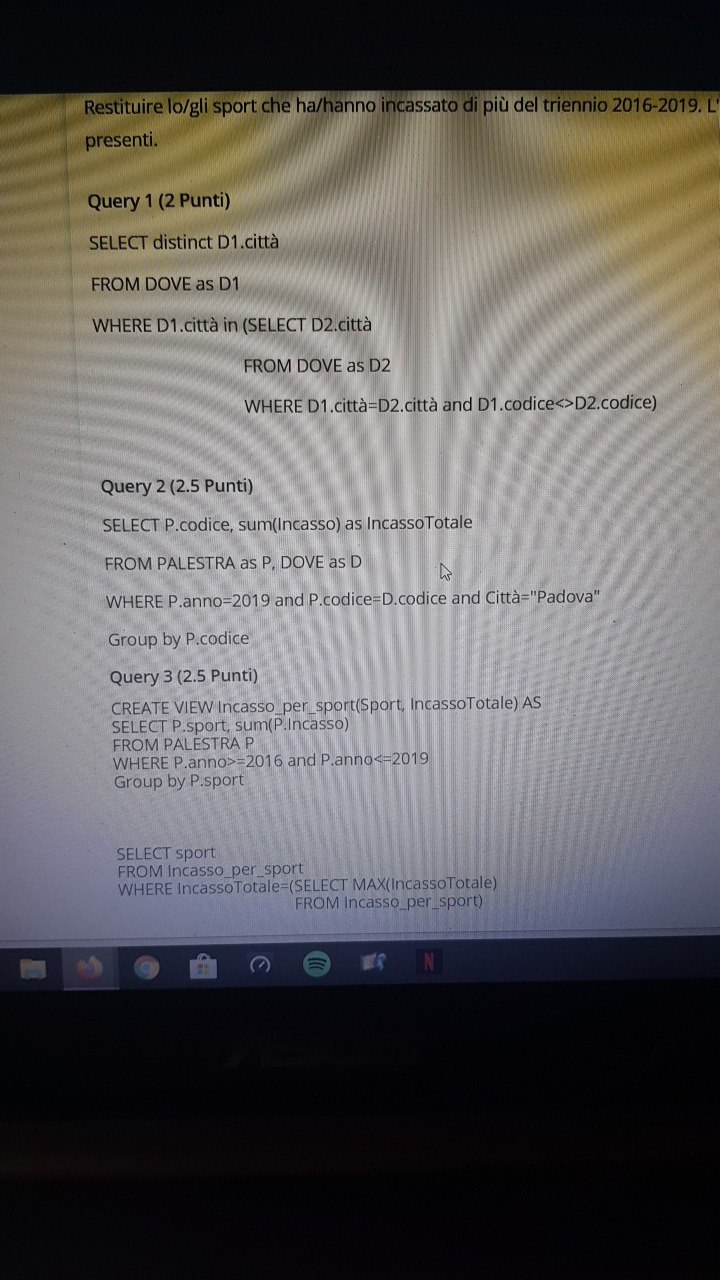 Restituire lo/gli sport che ha/hanno incassato di più del triennio 2016-2019. L'
presenti.
Query 1 (2 Punti)
SELECT distinct D1.città
FROM DOVE as D1
WHERE D1.città in (SELECT D2.città
FROM DOVE as D2
WHERE D1.città=D2.città and D1.codice<>D2.codice)
Query 2 (2.5 Punti)
SELECT P.codice, sum(Incasso) as IncassoTotale
FROM PALESTRA as P, DOVE as D
WHERE P.anno=2019 and P.codice=D.codice and Città="Padova"
Group by P.codice
Query 3 (2.5 Punti)
CREATE VIEW Incasso_per_sport(Sport, IncassoTotale) AS
SELECT P.sport, sum(P.Incasso)
FROM PALESTRA P
WHERE P.anno>=2016 and P.anno<=2019
Group by P.sport
SELECT sport
FROM Incasso_per_sport
WHERE IncassoTotale=(SELECT MAX(IncassoTotale)
FROM Incasso_per_sport)
N